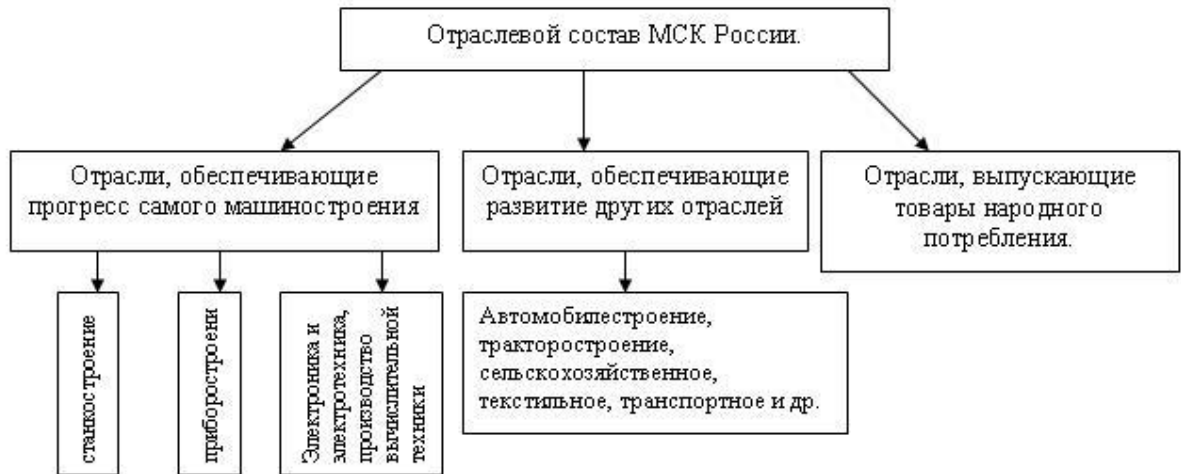 Отраслевой состав МСК России.
Отрасли, обеспечивающие
прогресс самого машиностроения
Отрасли, обеспечивающие
развитие других отраслей
Отрасли, выпускающие
товары народного
потребления.
станкостроение
приборостроени
Электроника и
электротехника,
производство
вычислительной
техники
Автомобилестроение,
тракторостроение,
сельскохозяйственное,
текстильное, транспортное и др.